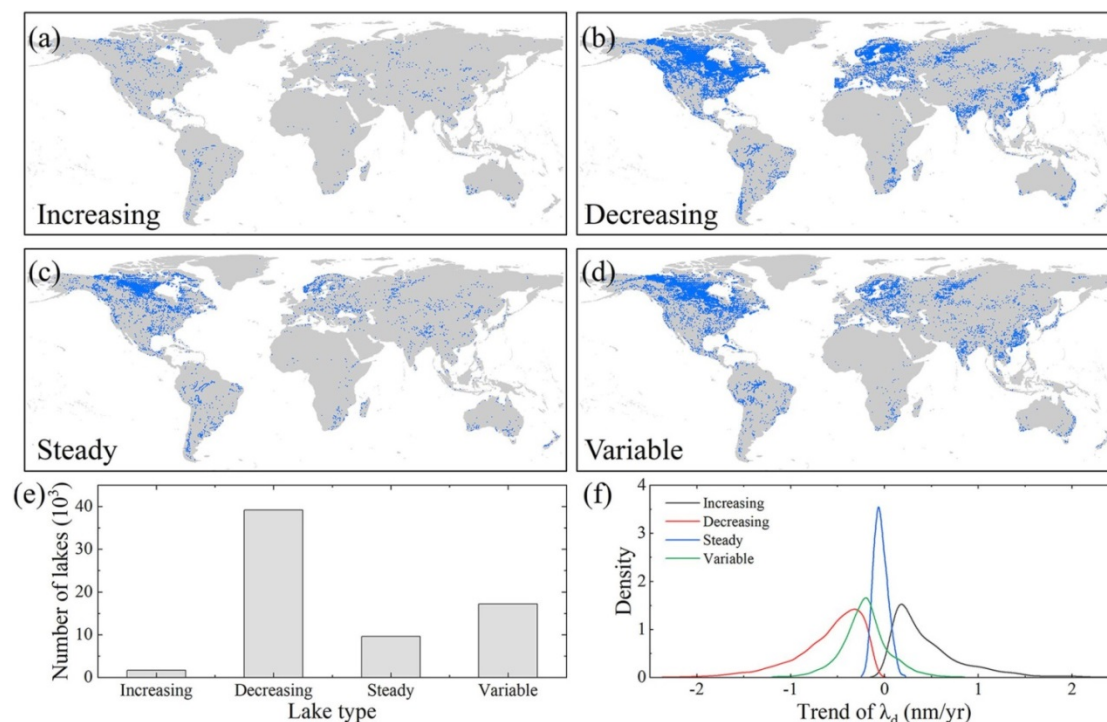 (a)
Increasing
(b)
Decreasing
(c)
Steady
(d)
Variable
(e)
Number of lakes (10³)
40
30
20
10
0
Increasing Decreasing Steady Variable
Lake type
(f)
Density
4
3
2
1
0
Increasing
Decreasing
Steady
Variable
-2 -1 0 1 2
Trend of λd (nm/yr)